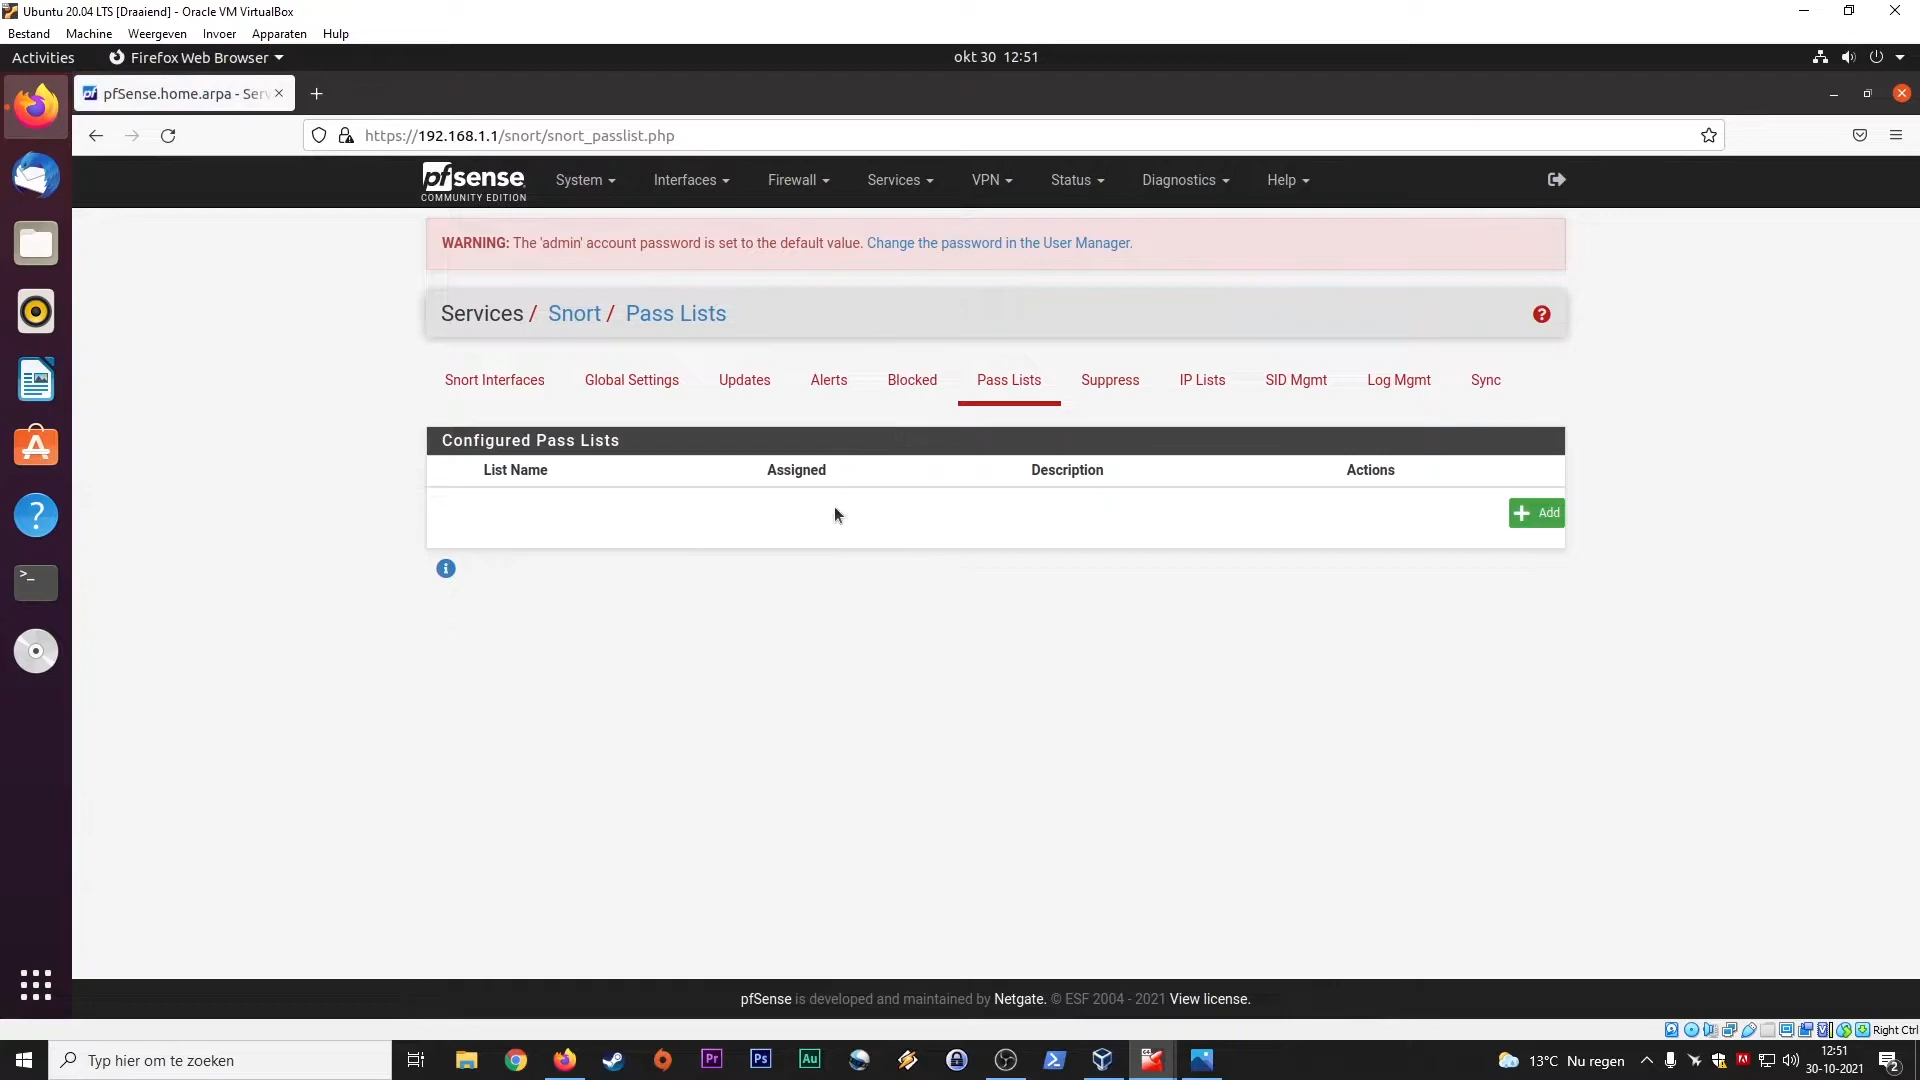 Ubuntu 20.04 LTS [Draaiend] - Oracle VM VirtualBox
Bestand Machine Weergeven Invoer Apparaten Hulp
Activities Firefox Web Browser okt 30 12:51
pfSense.home.arpa - Serv
https://192.168.1.1/snort/snort_passlist.php
pfsense System Interfaces Firewall Services VPN Status Diagnostics Help
COMMUNITY EDITION
WARNING: The 'admin' account password is set to the default value. Change the password in the User Manager.
Services / Snort / Pass Lists
Snort Interfaces Global Settings Updates Alerts Blocked Pass Lists Suppress IP Lists SID Mgmt Log Mgmt Sync
Configured Pass Lists
List Name Assigned Description Actions
Add
pfSense is developed and maintained by Netgate. © ESF 2004 - 2021 View license.
Right Ctrl
Typ hier om te zoeken Pr Ps Au 13°C Nu regen 12:51
30-10-2021 2